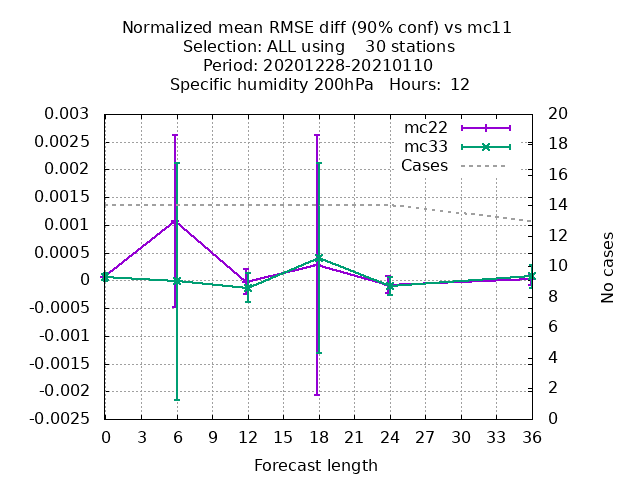 Normalized mean RMSE diff (90% conf) vs mc11
Selection: ALL using    30 stations
Period: 20201228-20210110
Specific humidity 200hPa   Hours:  12
0.003
0.0025
0.002
0.0015
0.001
0.0005
0
-0.0005
-0.001
-0.0015
-0.002
-0.0025
mc22
mc33
Cases
20
18
16
14
12
10
8
6
4
2
0
No cases
0 3 6 9 12 15 18 21 24 27 30 33 36
Forecast length